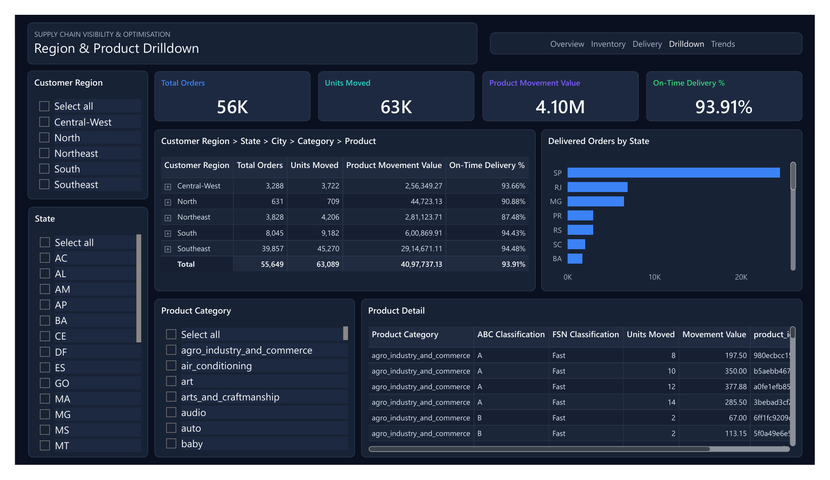 SUPPLY CHAIN VISIBILITY & OPTIMISATION
Region & Product Drilldown
Overview Inventory Delivery Drilldown Trends
Customer Region
Select all
Central-West
North
Northeast
South
Southeast
Total Orders
56K
Units Moved
63K
Product Movement Value
4.10M
On-Time Delivery %
93.91%
State
Select all
AC
AL
AM
AP
BA
CE
DF
ES
GO
MA
MG
MS
MT
Customer Region > State > City > Category > Product
Customer Region Total Orders Units Moved Product Movement Value On-Time Delivery %
Central-West 3,288 3,722 2,56,349.27 93.66%
North 631 709 44,723.13 90.88%
Northeast 3,828 4,206 2,81,123.71 87.48%
South 8,045 9,182 6,00,869.91 94.43%
Southeast 39,857 45,270 29,14,671.11 94.48%
Total 55,649 63,089 40,97,737.13 93.91%
Delivered Orders by State
SP
RJ
MG
PR
RS
SC
BA
0K 10K 20K
Product Category
Select all
agro_industry_and_commerce
air_conditioning
art
arts_and_craftmanship
audio
auto
baby
Product Detail
Product Category ABC Classification FSN Classification Units Moved Movement Value product_i
agro_industry_and_commerce A Fast 8 197.50 980ecbcc1
agro_industry_and_commerce A Fast 10 350.00 b5aebb467
agro_industry_and_commerce A Fast 12 377.88 a0fe1efb85
agro_industry_and_commerce A Fast 14 285.50 3bebad3cf
agro_industry_and_commerce B Fast 2 67.00 6ff1fc9209
agro_industry_and_commerce B Fast 2 113.15 5f0a49e6e